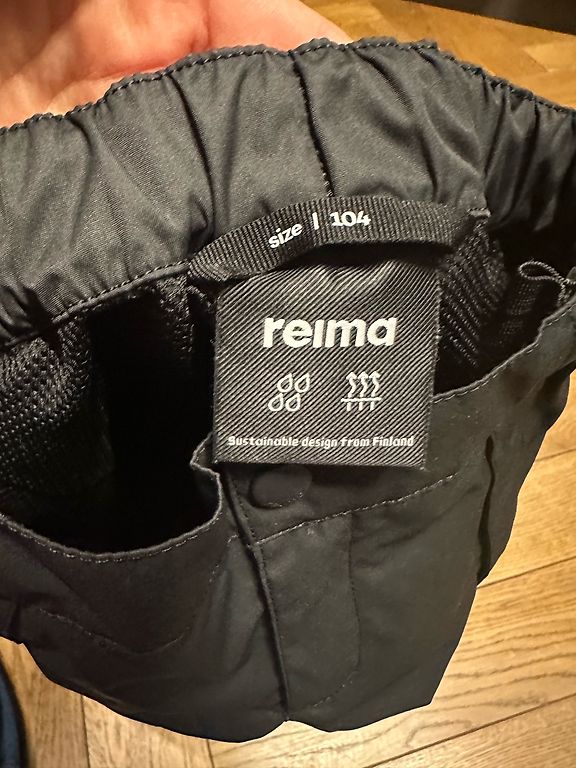 size | 104
reima
Sustainable design from Finland